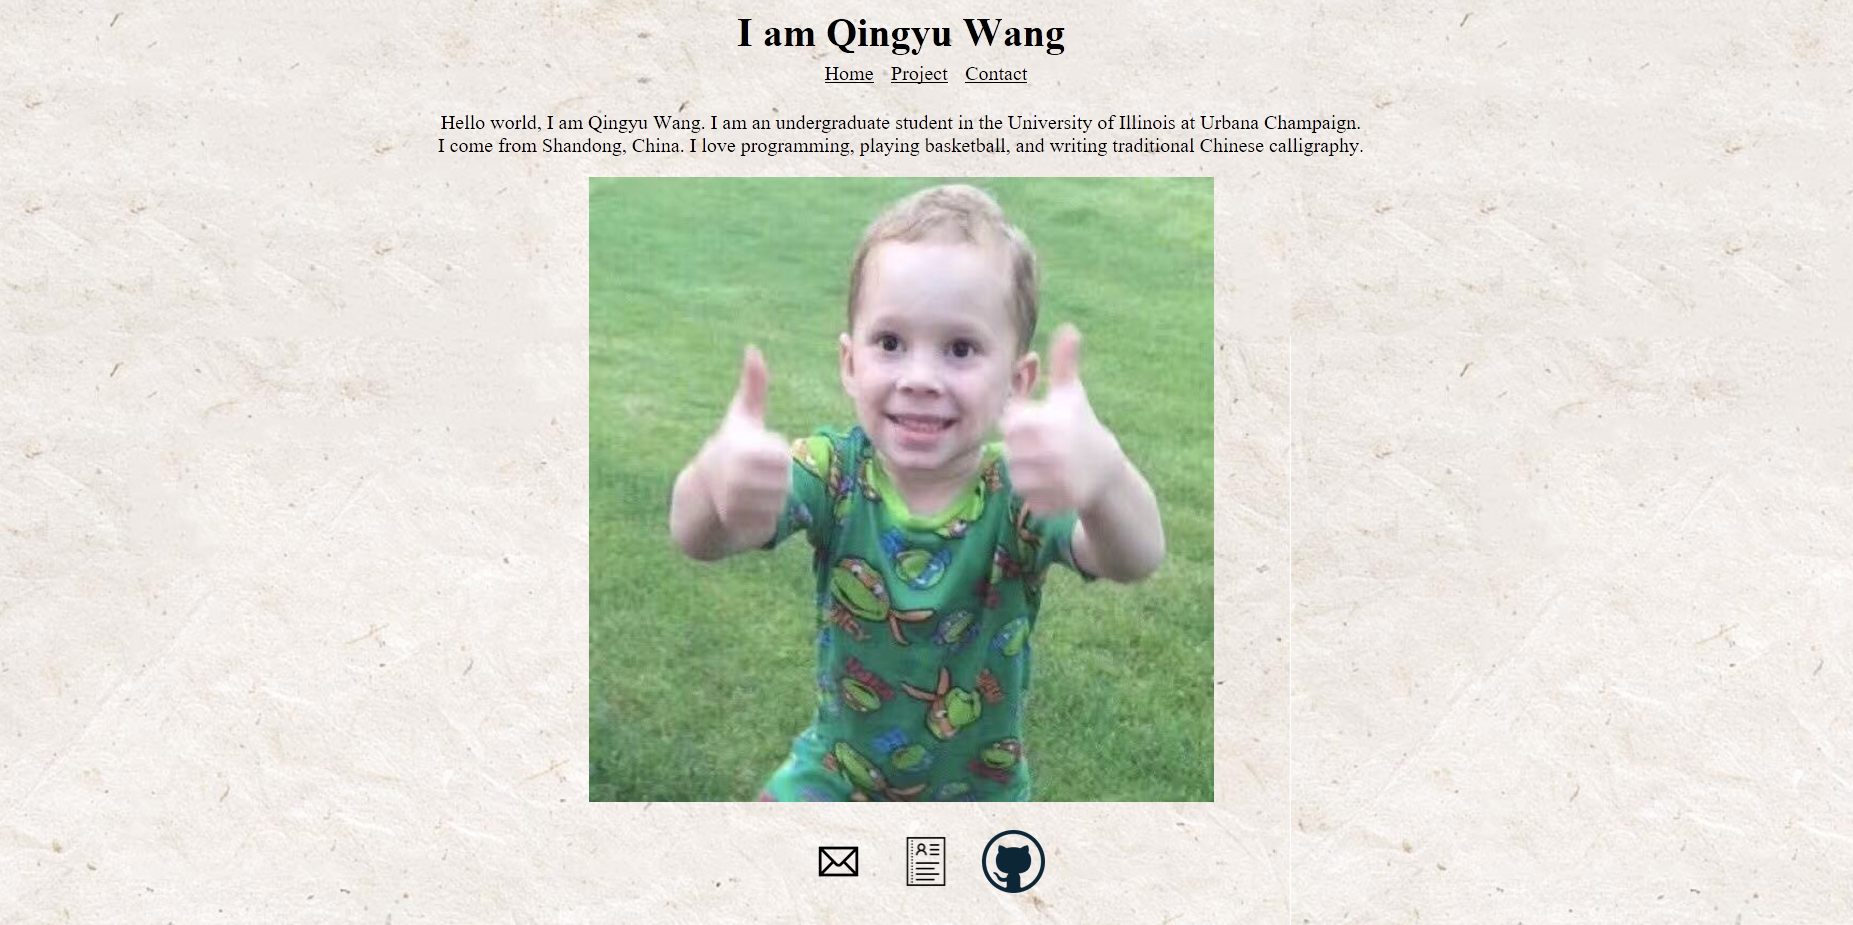 I am Qingyu Wang
Home Project Contact
Hello world, I am Qingyu Wang. I am an undergraduate student in the University of Illinois at Urbana Champaign.
I come from Shandong, China. I love programming, playing basketball, and writing traditional Chinese calligraphy.